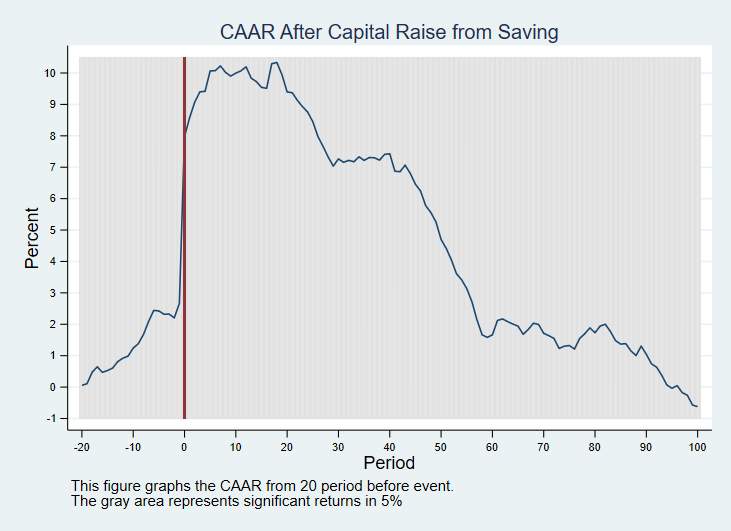 CAAR After Capital Raise from Saving
Percent
10
9
8
7
6
5
4
3
2
1
0
-1
-20 -10 0 10 20 30 40 50 60 70 80 90 100
Period
This figure graphs the CAAR from 20 period before event.
The gray area represents significant returns in 5%